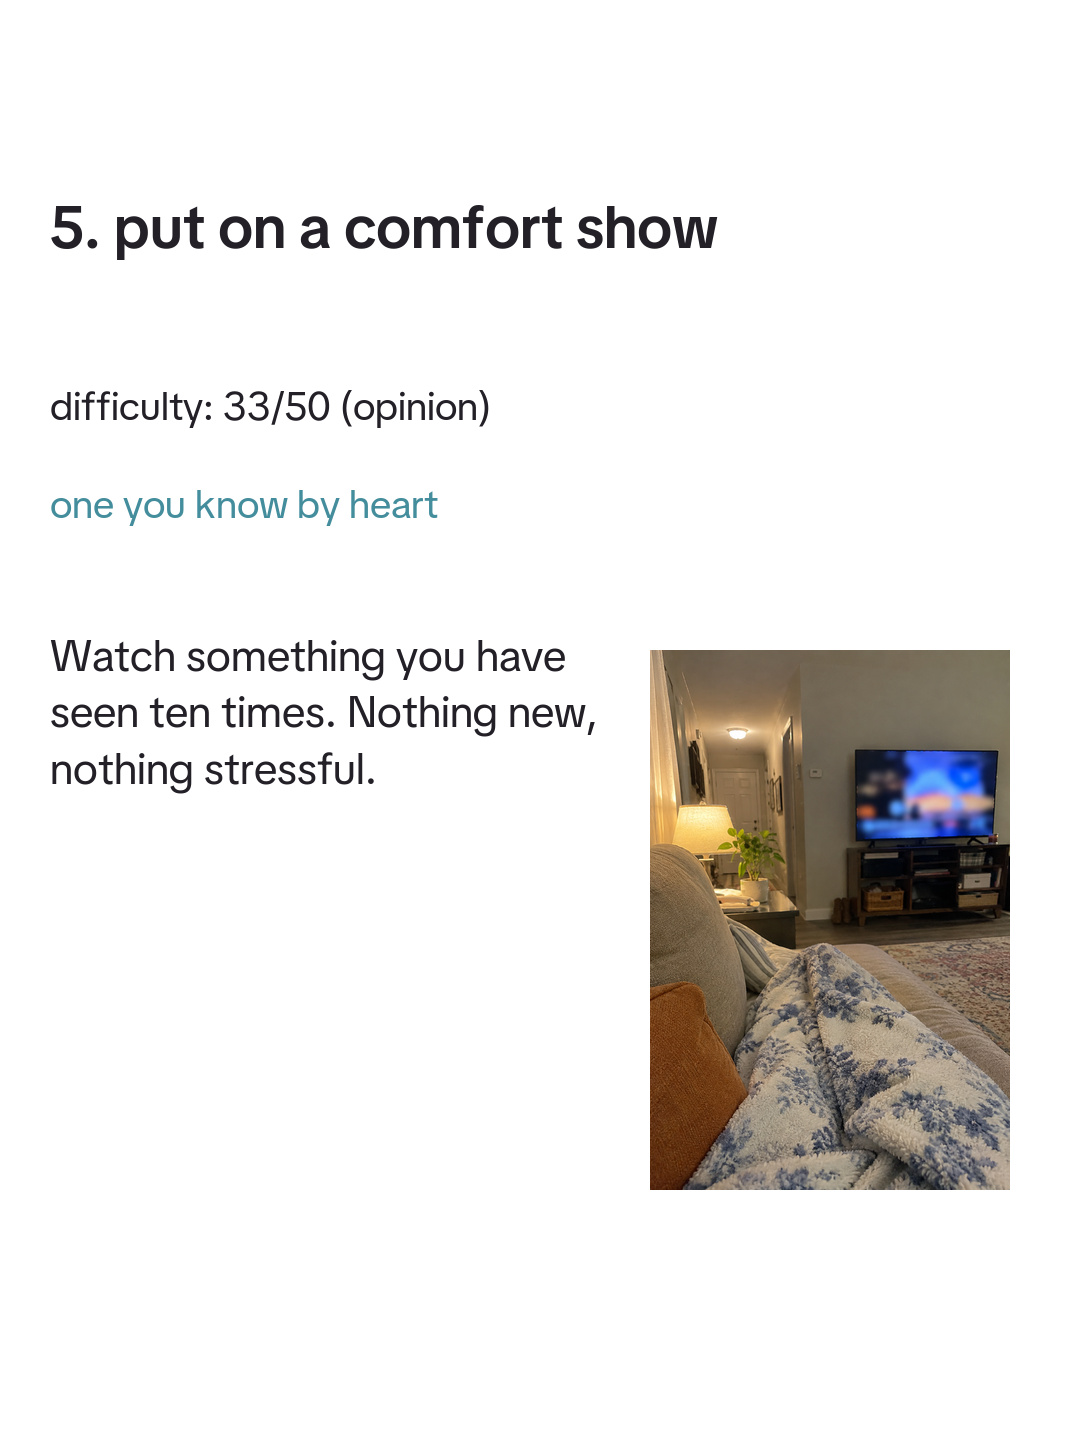 5. put on a comfort show
difficulty: 33/50 (opinion)
one you know by heart
Watch something you have
seen ten times. Nothing new,
nothing stressful.